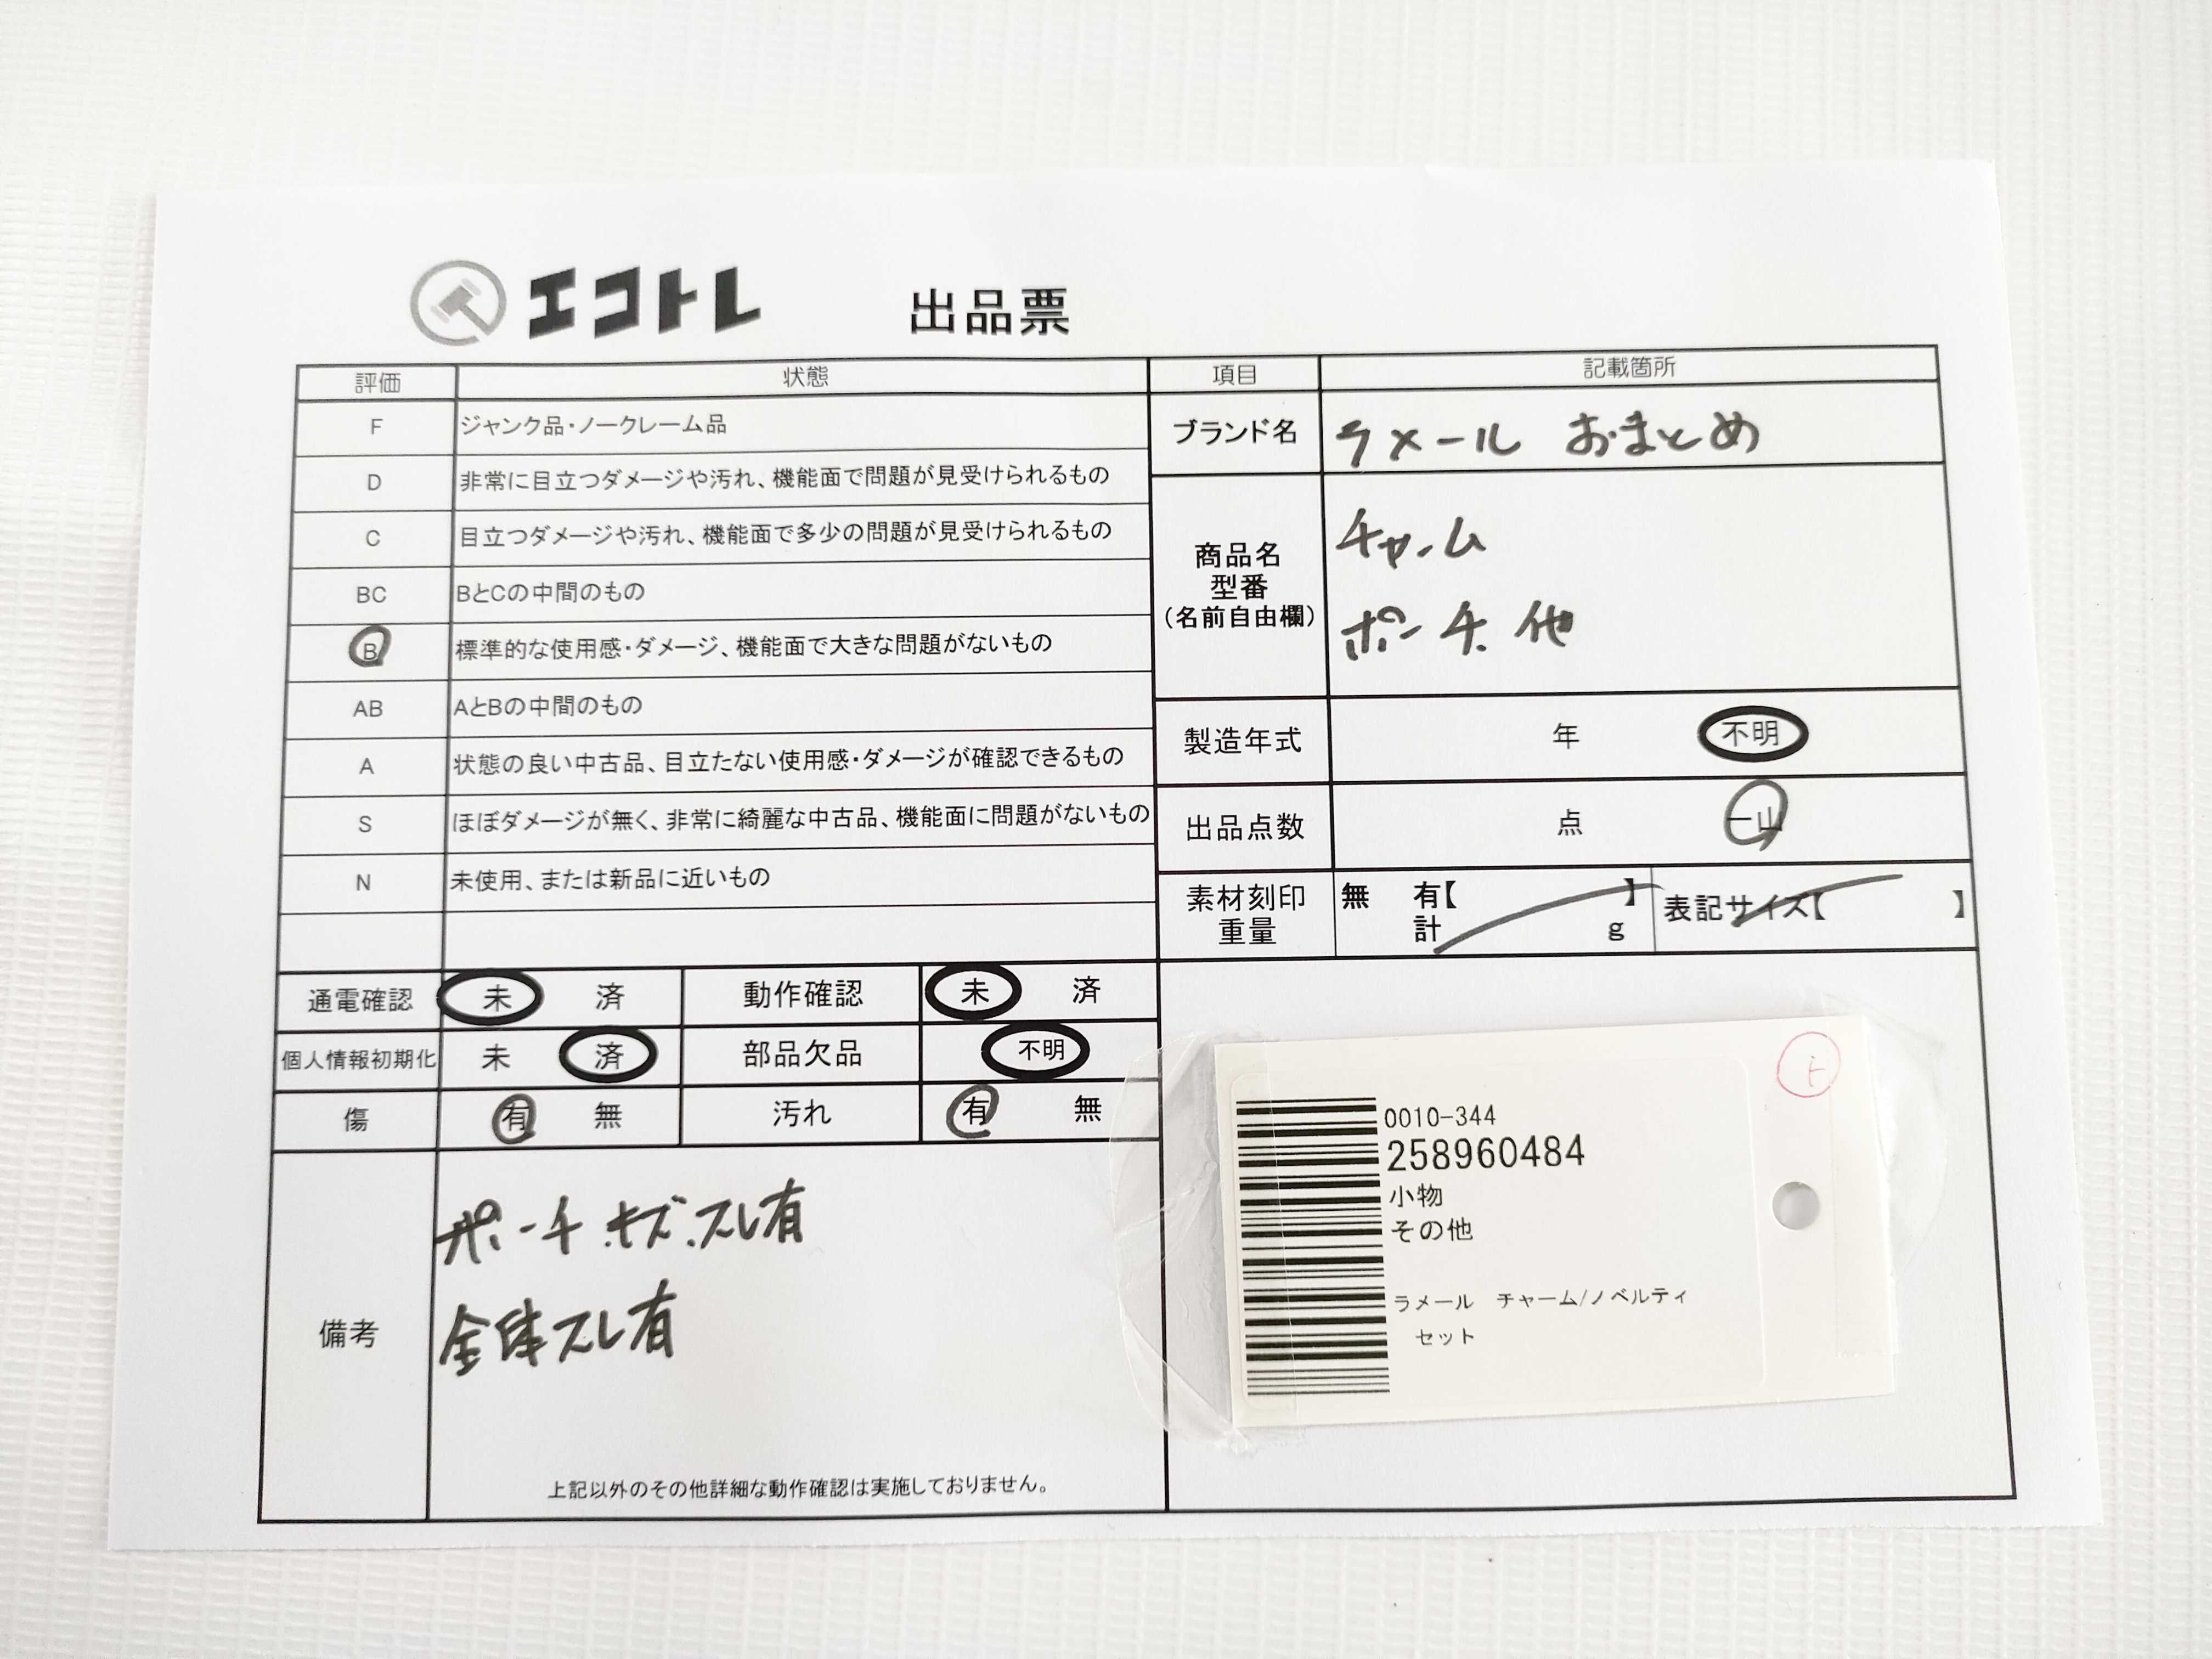 エコトレ 出品票
評価 状態
F ジャンク品・ノークレーム品
D 非常に目立つダメージや汚れ、機能面で問題が見受けられるもの
C 目立つダメージや汚れ、機能面で多少の問題が見受けられるもの
BC BとCの中間のもの
B 標準的な使用感・ダメージ、機能面で大きな問題がないもの
AB AとBの中間のもの
A 状態の良い中古品、目立たない使用感・ダメージが確認できるもの
S ほぼダメージが無く、非常に綺麗な中古品、機能面に問題がないもの
N 未使用、または新品に近いもの
通電確認 未 済 動作確認 未 済
個人情報初期化 未 済 部品欠品 不明
傷 有 無 汚れ 有 無
備考
ポーチ.キズ.スレ有
全体スレ有
上記以外のその他詳細な動作確認は実施しておりません。
項目 記載箇所
ブランド名 ラメール おまとめ
商品名
型番
(名前自由欄)
チャーム
ポーチ.他
製造年式 年 不明
出品点数 点 一山
素材刻印 無 有【 】 表記サイズ【 】
重量 計 g
0010-344
258960484
小物
その他
ラメール チャーム/ノベルティ
セット